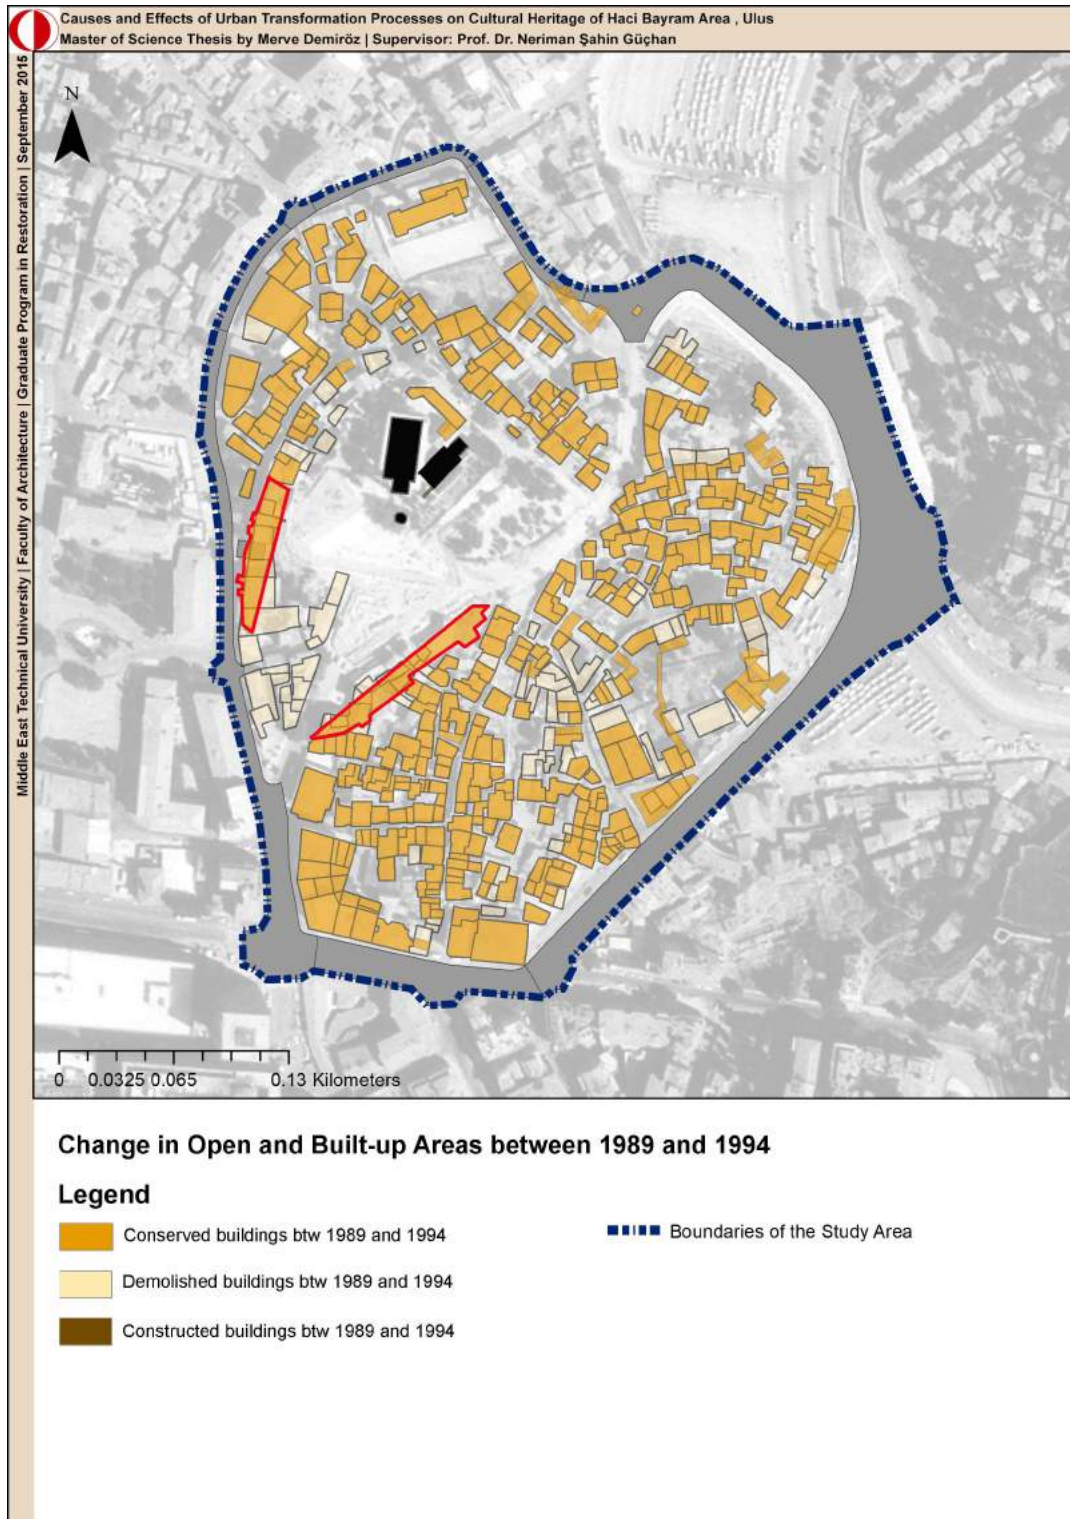 Causes and Effects of Urban Transformation Processes on Cultural Heritage of Haci Bayram Area , Ulus
Master of Science Thesis by Merve Demiröz | Supervisor: Prof. Dr. Neriman Şahin Güçhan
Middle East Technical University | Faculty of Architecture | Graduate Program in Restoration | September 2015
N
0 0.0325 0.065 0.13 Kilometers
Change in Open and Built-up Areas between 1989 and 1994
Legend
Conserved buildings btw 1989 and 1994
Demolished buildings btw 1989 and 1994
Constructed buildings btw 1989 and 1994
Boundaries of the Study Area